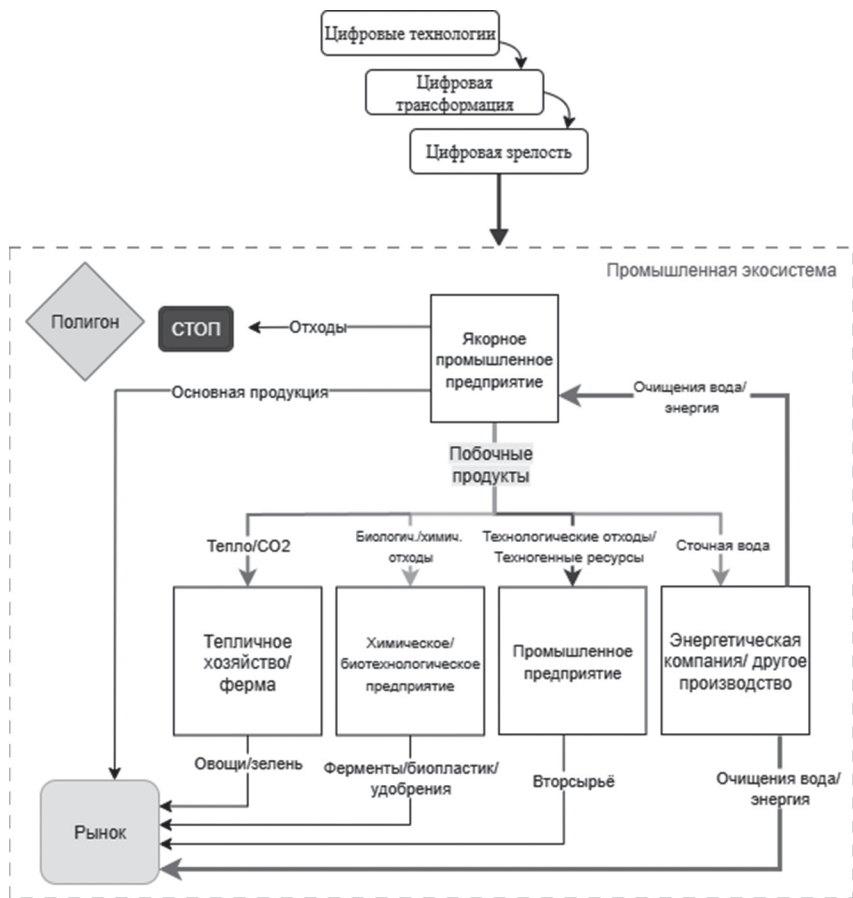 Цифровые технологии
Цифровая
трансформация
Цифровая зрелость
Промышленная экосистема
Полигон
СТОП
Отходы
Якорное
промышленное
предприятие
Основная продукция
Очищения вода/
энергия
Побочные
продукты
Тепло/CO2
Биологич./химич.
отходы
Технологические отходы/
Техногенные ресурсы
Сточная вода
Тепличное
хозяйство/
ферма
Химическое/
биотехнологическое
предприятие
Промышленное
предприятие
Энергетическая
компания/ другое
производство
Овощи/зелень
Ферменты/биопластик/
удобрения
Вторсырьё
Очищения вода/
энергия
Рынок